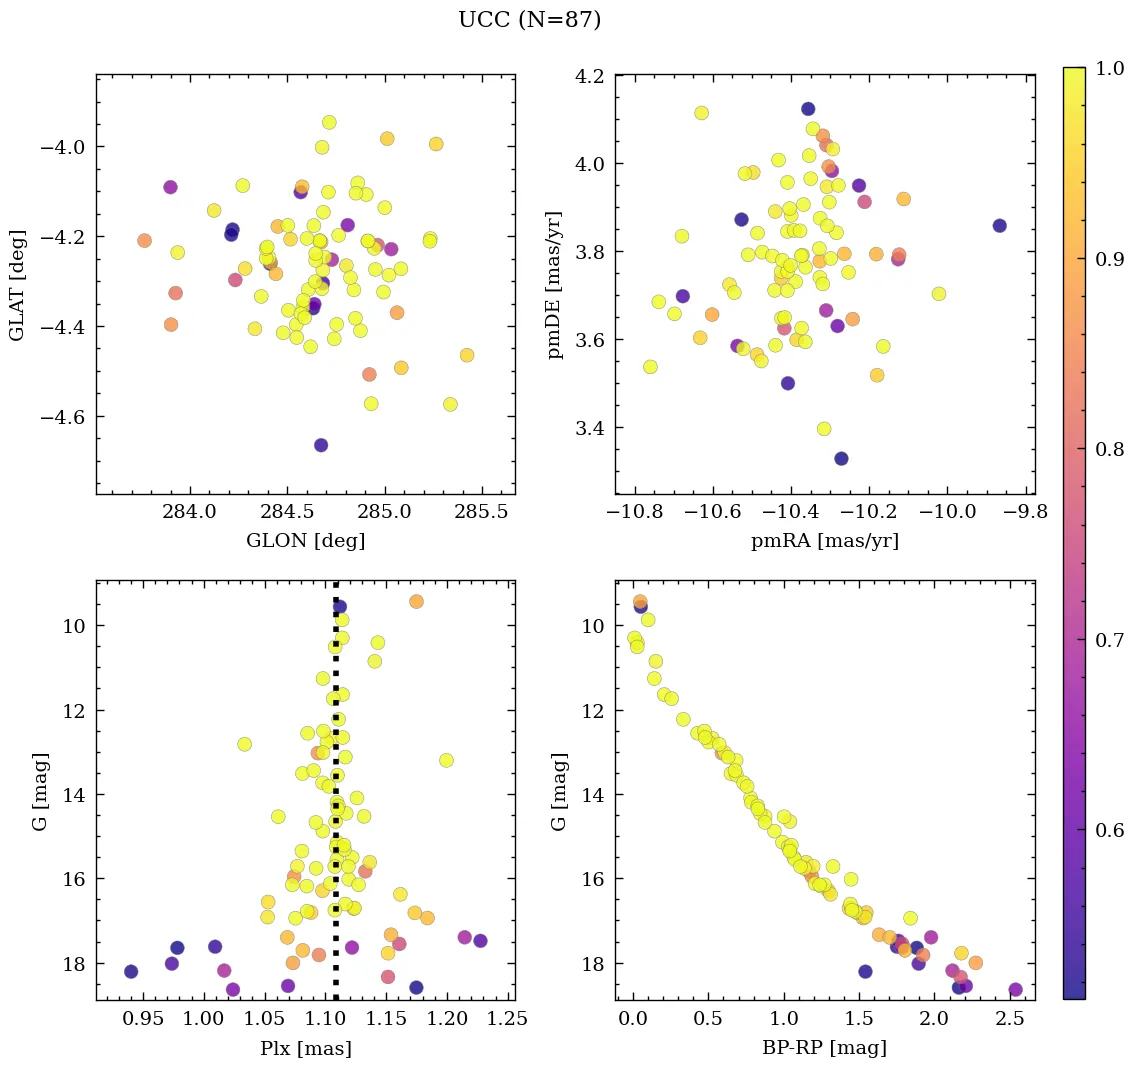 UCC (N=87)
−4.0
−4.2
−4.4
−4.6
GLAT [deg]
284.0 284.5 285.0 285.5
GLON [deg]
4.2
4.0
3.8
3.6
3.4
pmDE [mas/yr]
−10.8 −10.6 −10.4 −10.2 −10.0 −9.8
pmRA [mas/yr]
10
12
14
16
18
G [mag]
0.95 1.00 1.05 1.10 1.15 1.20 1.25
Plx [mas]
10
12
14
16
18
G [mag]
0.0 0.5 1.0 1.5 2.0 2.5
BP-RP [mag]
1.0
0.9
0.8
0.7
0.6